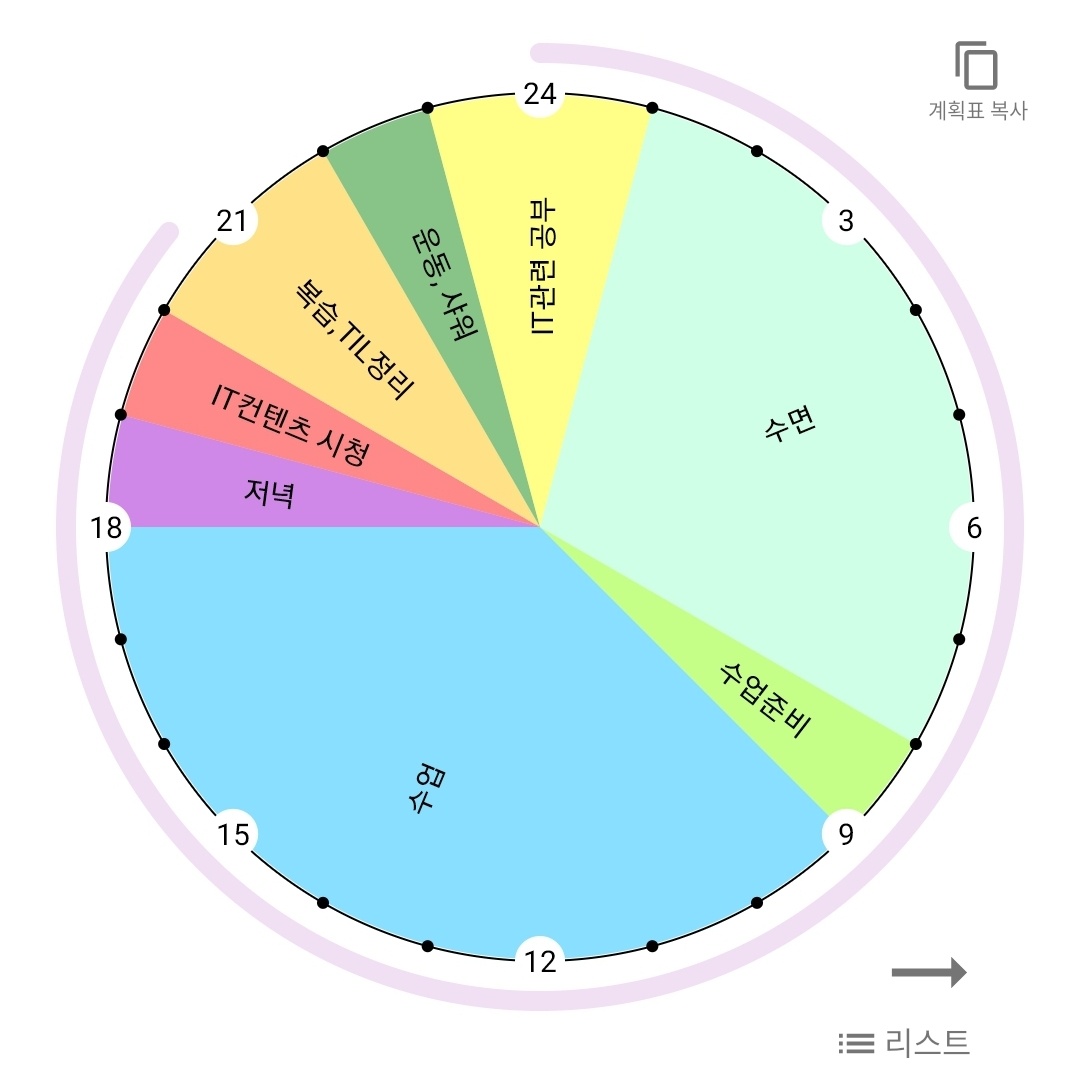 계획표 복사
24
3
6
9
12
15
18
21
IT관련 공부
수면
수업준비
수업
저녁
IT컨텐츠 시청
복습,TIL정리
운동, 샤워
리스트